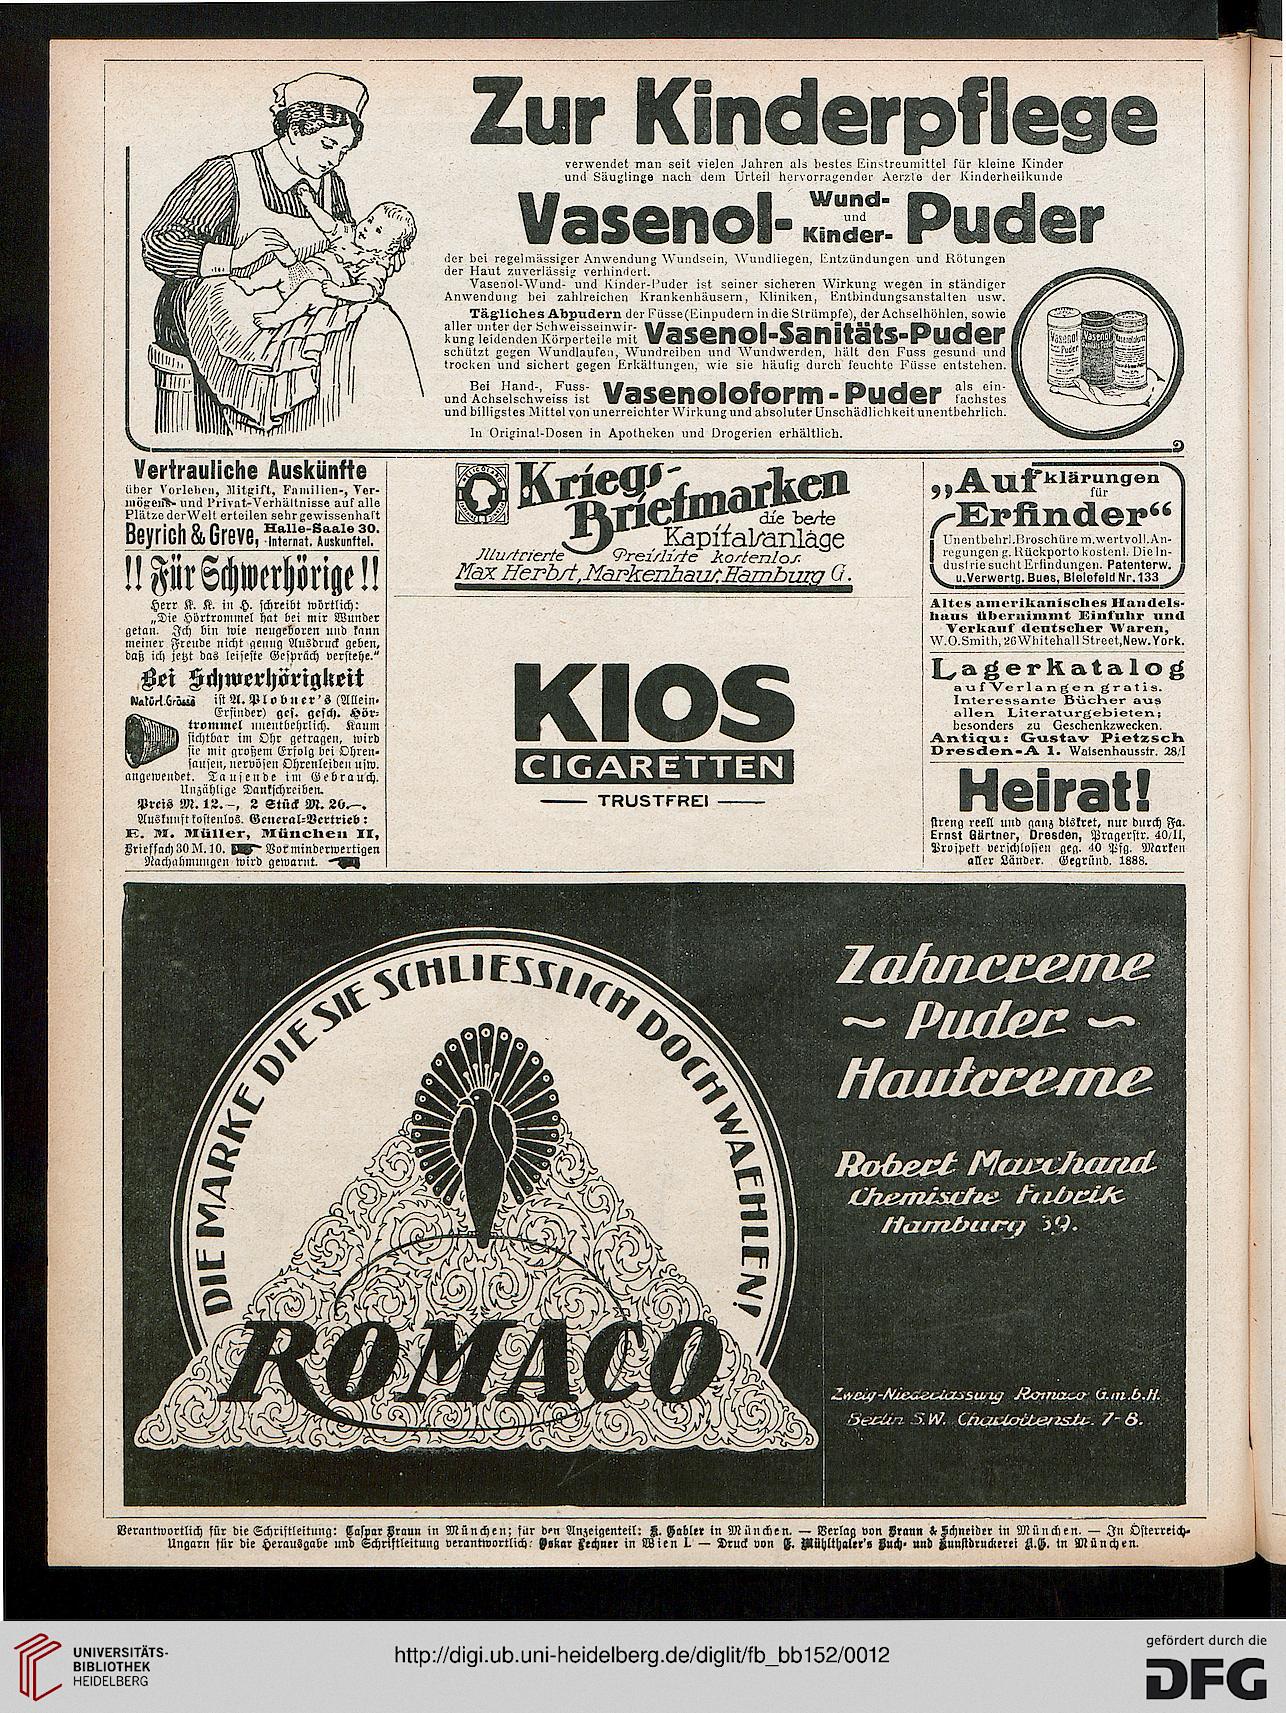 Zur Kinderpflege
verwendet man seit vielen Jahren als bestes Einstreumittel für kleine Kinder
und Säuglinge nach dem Urteil hervorragender Aerzte der Kinderheilkunde
Vasenol- Wund- und Kinder- Puder
der bei regelmässiger Anwendung Wundsein, Wundliegen, Entzündungen und Rötungen
der Haut zuverlässig verhindert.
Vasenol-Wund- und Kinder-Puder ist seiner sicheren Wirkung wegen in ständiger
Anwendung bei zahlreichen Krankenhäusern, Kliniken, Entbindungsanstalten usw.
Tägliches Abpudern der Füsse (Einpudern in die Strümpfe), der Achselhöhlen, sowie
aller unter der Schweisseinwir-
kung leidenden Körperteile mit Vasenol-Sanitäts-Puder
schützt gegen Wundlaufen, Wundreiben und Wundwerden, hält den Fuss gesund und
trocken und sichert gegen Erkältungen, wie sie häufig durch feuchte Füsse entstehen.
Bei Hand-, Fuss-
und Achselschweiss ist Vasenoloform-Puder als ein-
fachstes
und billigstes Mittel von unerreichter Wirkung und absoluter Unschädlichkeit unentbehrlich.
In Original-Dosen in Apotheken und Drogerien erhältlich.
Vasenol
Puder
Vasenol
2
Vertrauliche Auskünfte
über Vorleben, Mitgift, Familien-, Ver-
mögens- und Privat-Verhältnisse auf alle
Plätze der Welt erteilen sehr gewissenhaft
Beyrich & Greve, Halle-Saale 30.
Internat. Auskunftei.
!! Für Schwerhörige !!
Herr K. K. in H. schreibt wörtlich:
„Die Hörtrommel hat bei mir Wunder
getan. Ich bin wie neugeboren und kann
meiner Freude nicht genug Ausdruck geben,
daß ich jetzt das leiseste Gespräch verstehe."
Bei Schwerhörigkeit
Natürl. Grösse
ist A. Plobner's (Allein-
Erfinder) ges. gesch. Hör-
trommel unentbehrlich. Kaum
sichtbar im Ohr getragen, wird
sie mit großem Erfolg bei Ohren-
sausen, nervösen Ohrenleiden usw.
angewendet. Tausende im Gebrauch.
Unzählige Dankschreiben.
Preis M. 12.–, 2 Stück M. 20.–.
Auskunft kostenlos. General-Vertrieb:
E. M. Müller, München II,
Brieffach 30 M. 10. Vor minderwertigen
Nachahmungen wird gewarnt.
HELIGOLAND
Kriegs-
Briefmarken
die beste
Kapitalsanlage
Illustrierte Preisliste kostenlos.
Max Herbst, Markenhaus, Hamburg G.
KIOS
CIGARETTEN
TRUSTFREI
„Aufklärungen
für
Erfinder“
Unentbehrl. Broschüre m. wertvoll. An-
regungen g. Rückporto kostenl. Die In-
dustrie sucht Erfindungen. Patenterw.
u. Verwertg. Bues, Bielefeld Nr. 133
Altes amerikanisches Handels-
haus übernimmt Einfuhr und
Verkauf deutscher Waren,
W. O. Smith, 26 Whitehall Street, New. York.
Lagerkatalog
auf Verlangen gratis.
Interessante Bücher aus
allen Literaturgebieten;
besonders zu Geschenkzwecken.
Antiqu: Gustav Pietzsch
Dresden-A 1. Waisenhausstr. 28/I
Heirat!
streng reell und ganz diskret, nur durch Fa.
Ernst Gärtner, Dresden, Pragerstr. 40/II,
Prospekt verschlossen geg. 40 Pfg. Marken
aller Länder. Gegründ. 1888.
DIE MARKE DIE SIE SCHLIESSLICH DOCH WAEHLEN!
ROMACO
Zahncreme
~ Puder ~
Hautcreme
Robert Marchand
Chemische Fabrik
Hamburg 39.
Zweig-Niederlassung Romaco G.m.b.H.
Berlin S.W. Charlottenstr. 7-8.
Verantwortlich für die Schriftleitung: Caspar Braun in München; für den Anzeigenteil: K. Gabler in München. — Verlag von Braun & Schneider in München. — In Österreich-
Ungarn für die Herausgabe und Schriftleitung verantwortlich: Oskar Lechner in Wien I. — Druck von G. Mühlthaler's Buch- und Kunstdruckerei A.G. in München.
UNIVERSITÄTS-
BIBLIOTHEK
HEIDELBERG
http://digi.ub.uni-heidelberg.de/diglit/fb_bb152/0012
gefördert durch die
DFG